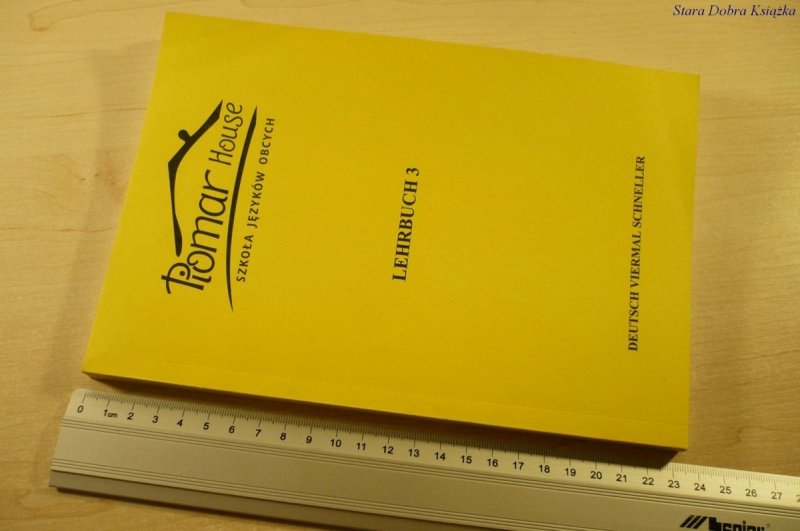 Stara Dobra Książka
Piomar House
SZKOŁA JĘZYKÓW OBCYCH
LEHRBUCH 3
DEUTSCH VIERMAL SCHNELLER
0 1cm 2 3 4 5 6 7 8 9 10 11 12 13 14 15 16 17 18 19 20 21 22 23 24 25 26 27